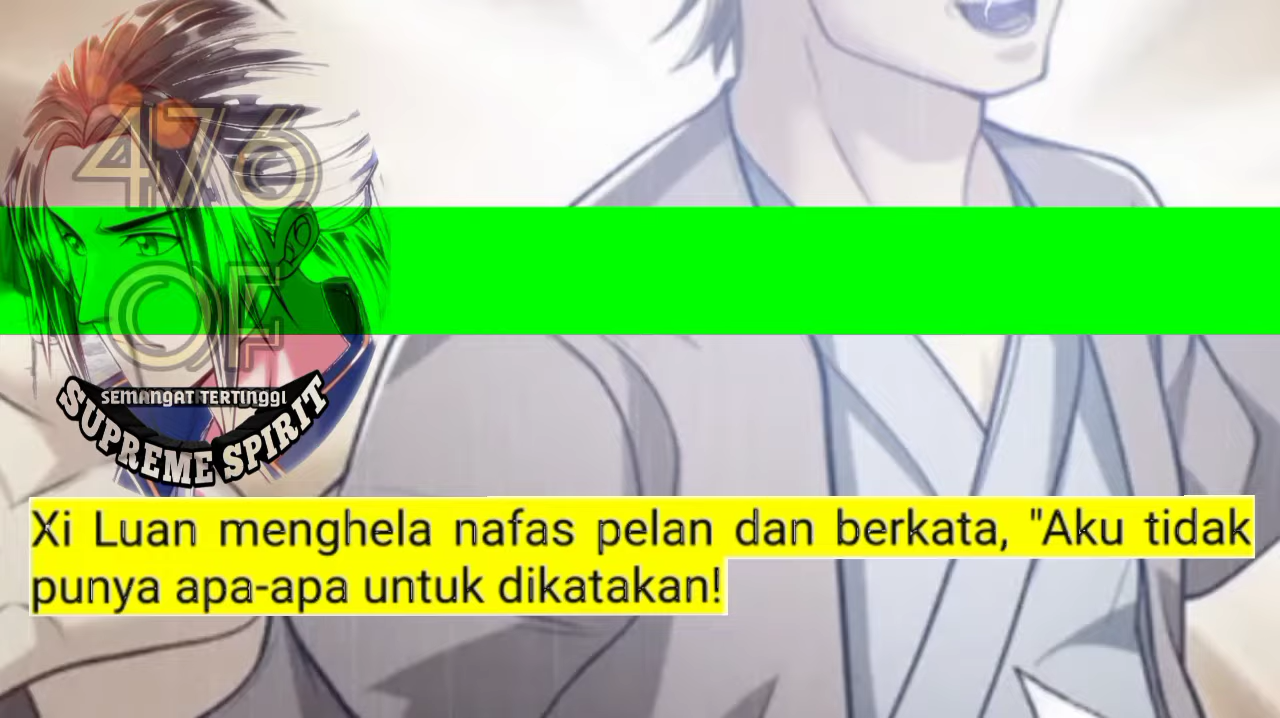 476
OF
SEMANGAT TERTINGGI
SUPREME SPIRIT
Xi Luan menghela nafas pelan dan berkata, "Aku tidak
punya apa-apa untuk dikatakan!